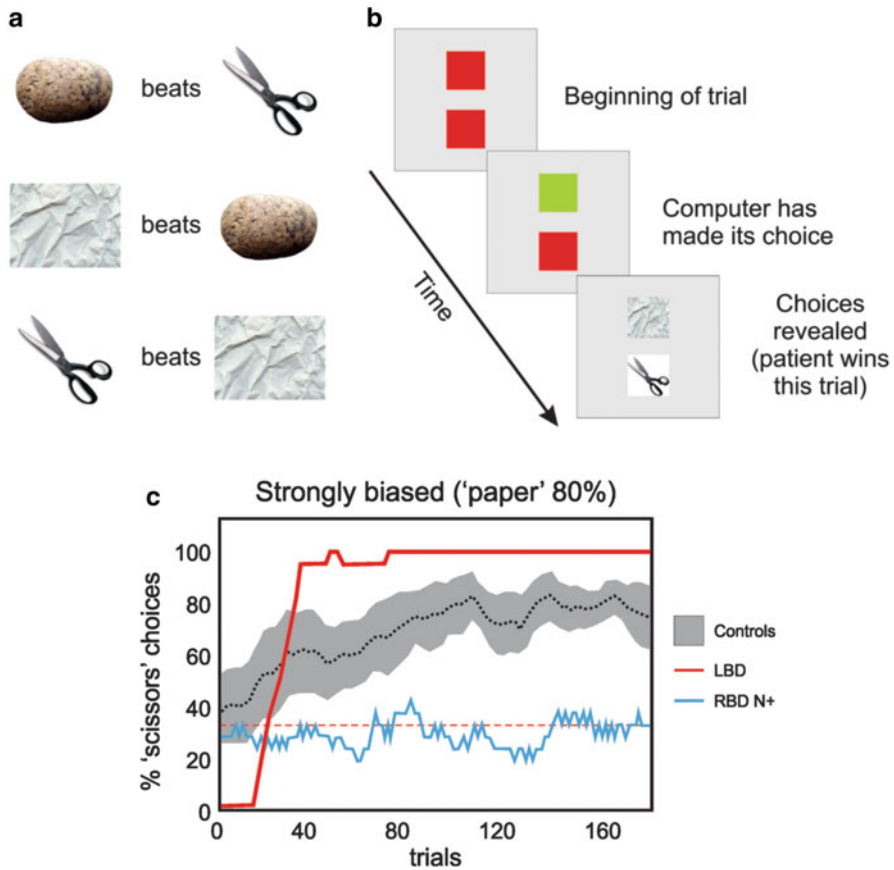 a
beats
beats
beats
b
Beginning of trial
Computer has
made its choice
Choices
revealed
(patient wins
this trial)
Time
c
Strongly biased ('paper' 80%)
% 'scissors' choices
100
80
60
40
20
0
0 40 80 120 160
trials
Controls
LBD
RBD N+